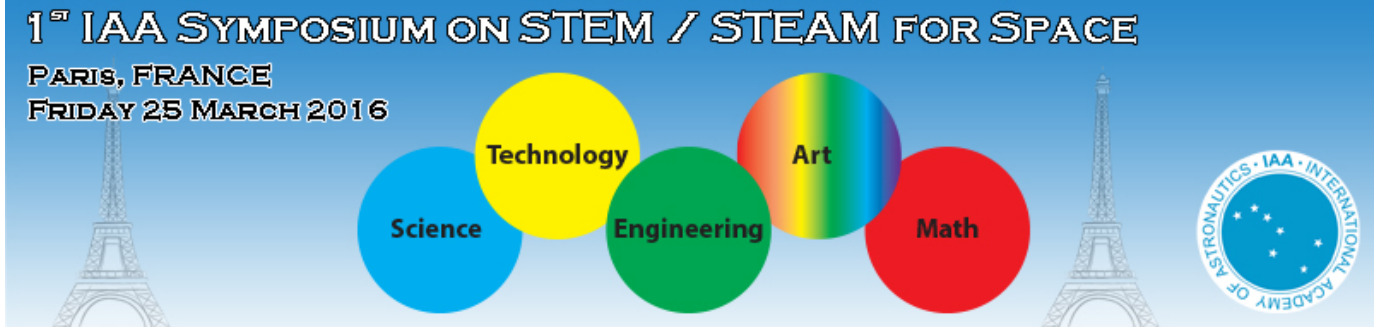 1ST IAA SYMPOSIUM ON STEM / STEAM FOR SPACE
PARIS, FRANCE
FRIDAY 25 MARCH 2016
Technology
Art
Science
Engineering
Math
· IAA · INTERNATIONAL ACADEMY OF ASTRONAUTICS